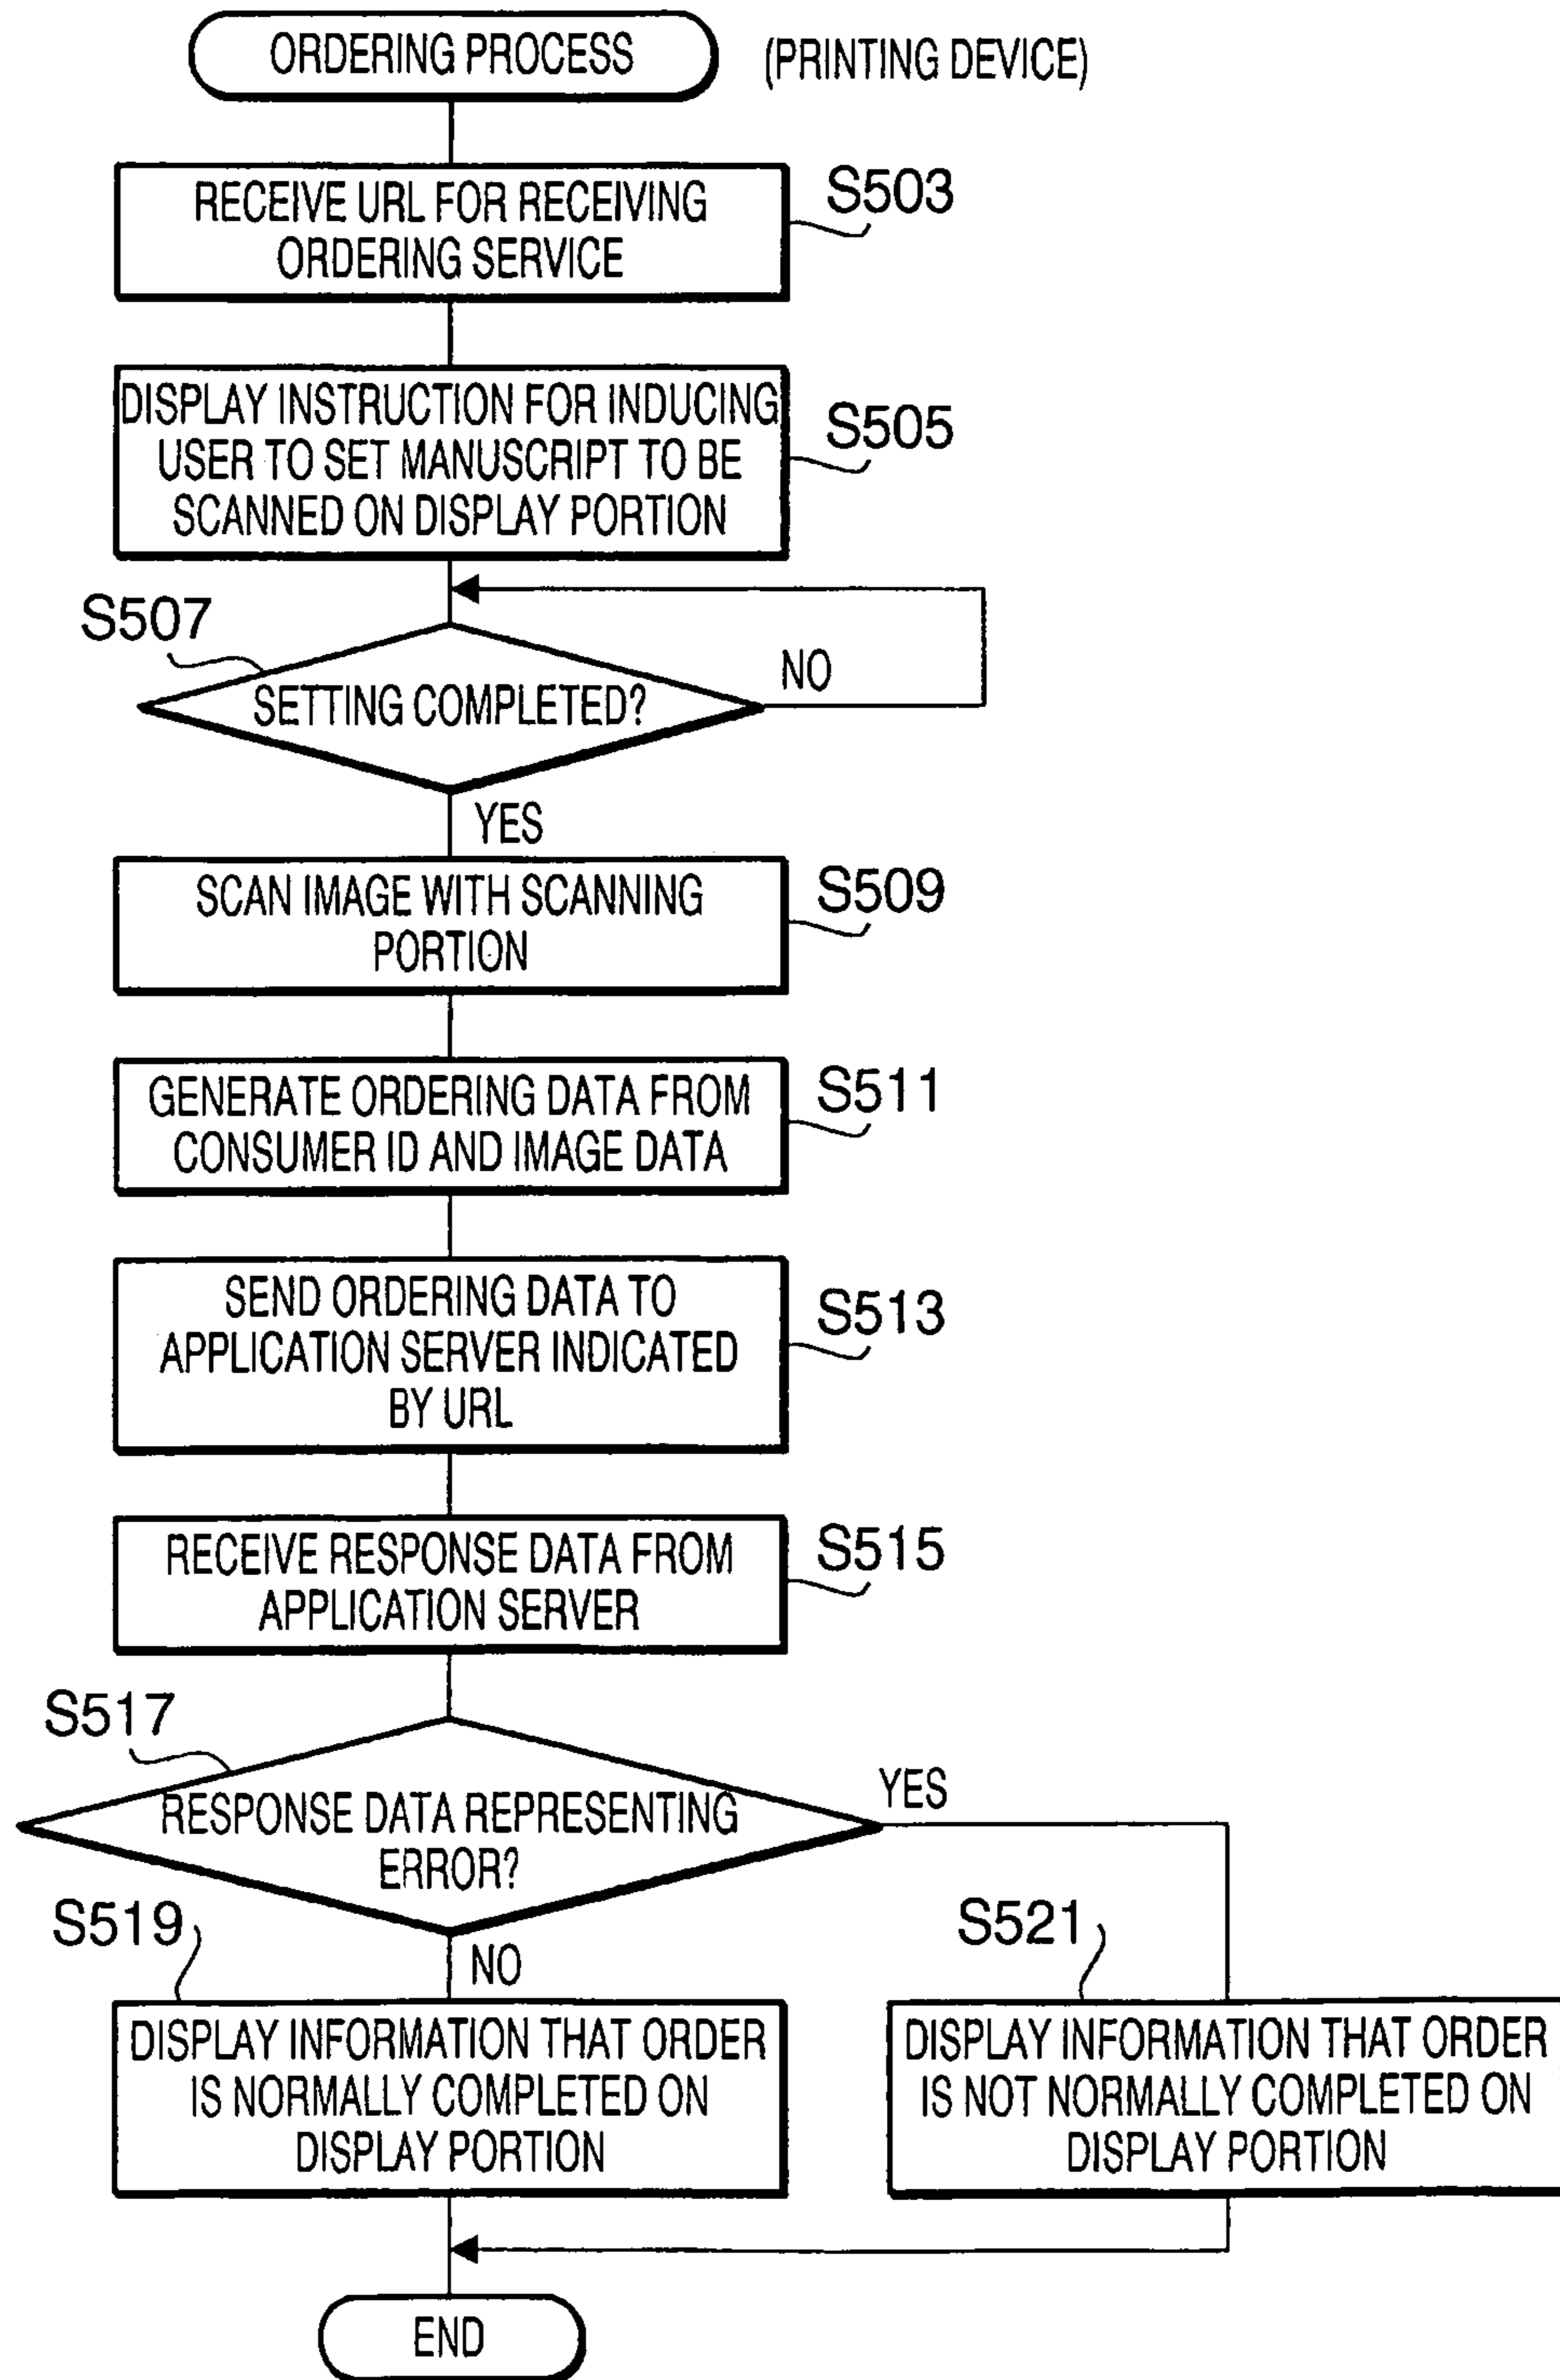 ORDERING PROCESS
(PRINTING DEVICE)
RECEIVE URL FOR RECEIVING
ORDERING SERVICE
S503
DISPLAY INSTRUCTION FOR INDUCING
USER TO SET MANUSCRIPT TO BE
SCANNED ON DISPLAY PORTION
S505
S507
SETTING COMPLETED?
NO
YES
SCAN IMAGE WITH SCANNING
PORTION
S509
GENERATE ORDERING DATA FROM
CONSUMER ID AND IMAGE DATA
S511
SEND ORDERING DATA TO
APPLICATION SERVER INDICATED
BY URL
S513
RECEIVE RESPONSE DATA FROM
APPLICATION SERVER
S515
S517
RESPONSE DATA REPRESENTING
ERROR?
YES
NO
S519
DISPLAY INFORMATION THAT ORDER
IS NORMALLY COMPLETED ON
DISPLAY PORTION
S521
DISPLAY INFORMATION THAT ORDER
IS NOT NORMALLY COMPLETED ON
DISPLAY PORTION
END